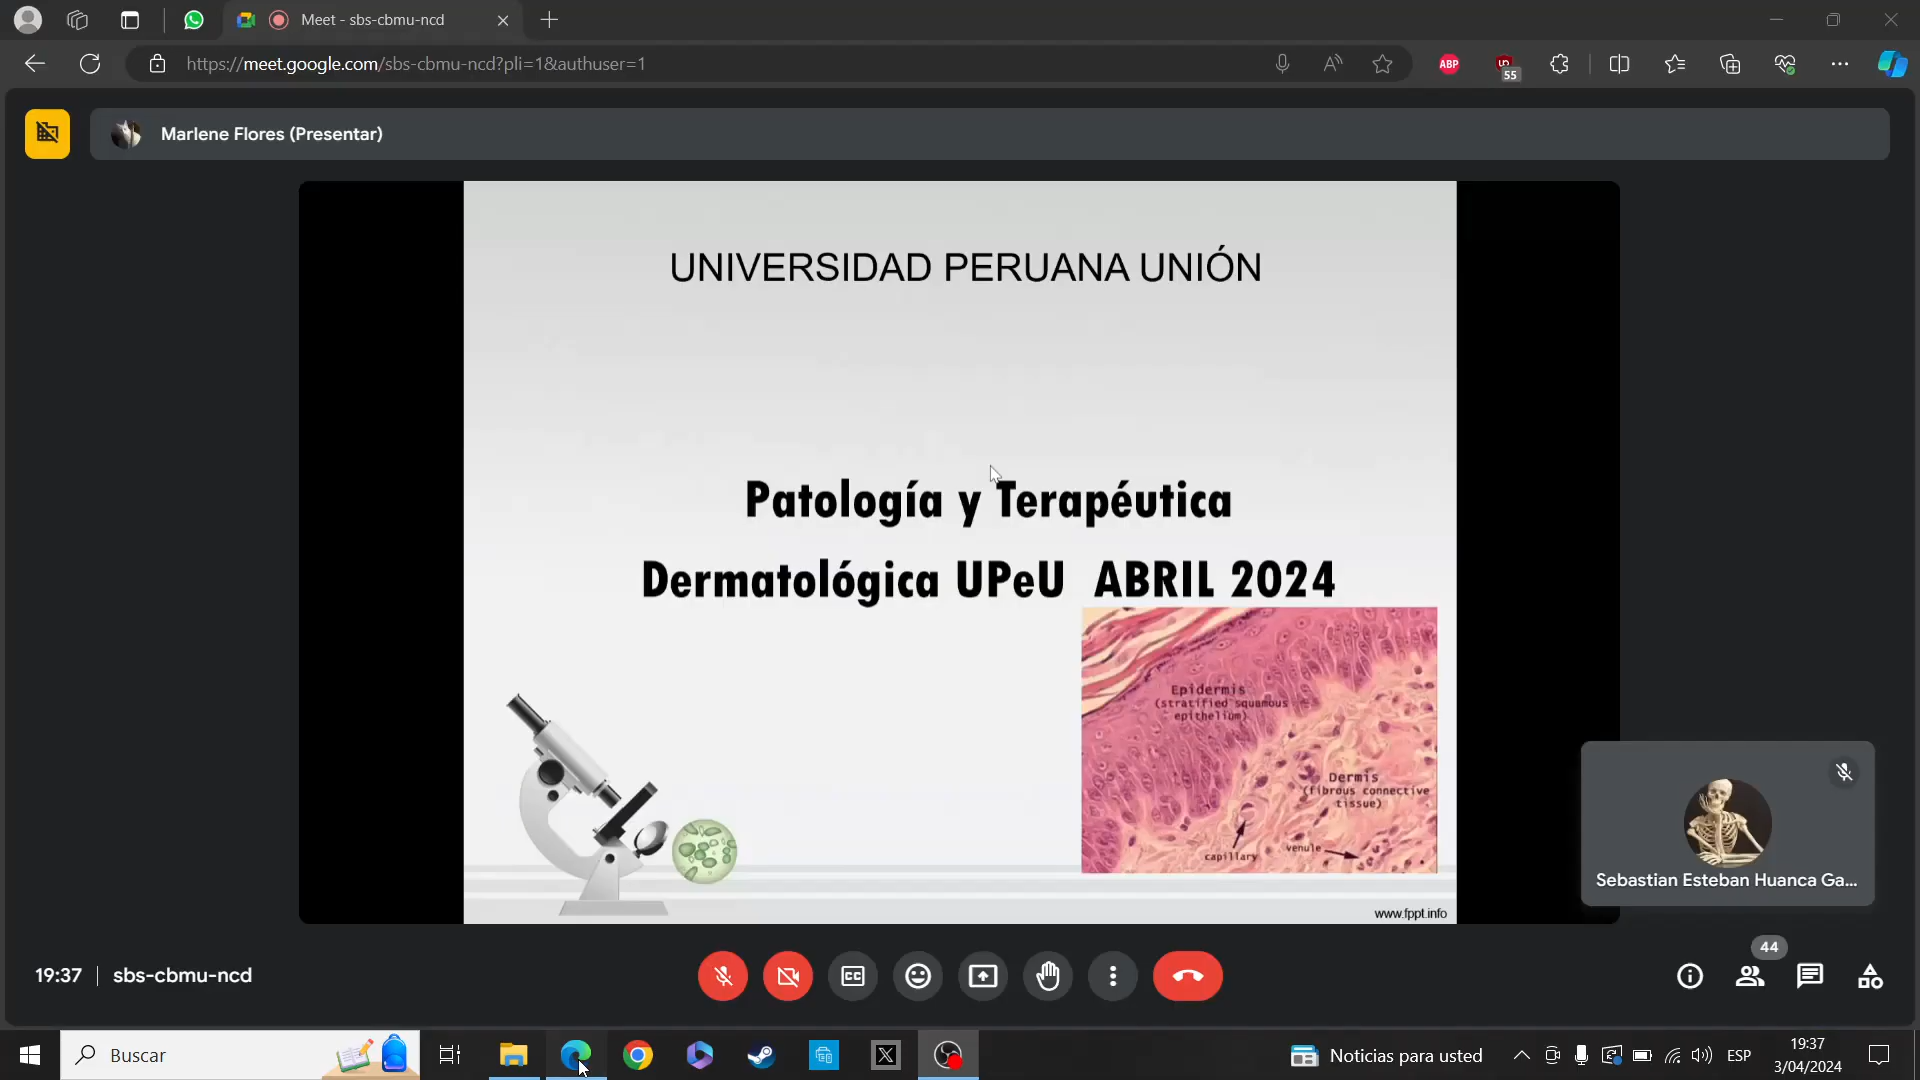 Meet - sbs-cbmu-ncd
https://meet.google.com/sbs-cbmu-ncd?pli=1&authuser=1
ABP
55
Marlene Flores (Presentar)
UNIVERSIDAD PERUANA UNIÓN
Patología y Terapéutica
Dermatológica UPeU ABRIL 2024
Epidermis
(stratified squamous
epithelium)
Dermis
(fibrous connective
tissue)
capillary
venule
www.fppt.info
Sebastian Esteban Huanca Ga...
19:37
sbs-cbmu-ncd
44
Buscar
Noticias para usted
ESP
19:37
3/04/2024